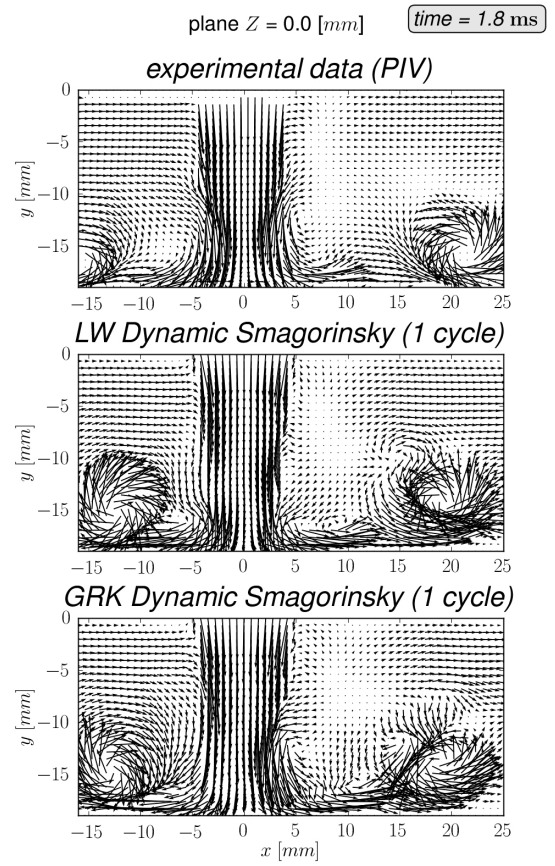 plane Z = 0.0 [mm]
time = 1.8 ms
experimental data (PIV)
0
−5
−10
−15
y [mm]
−15 −10 −5 0 5 10 15 20 25
LW Dynamic Smagorinsky (1 cycle)
0
−5
−10
−15
y [mm]
−15 −10 −5 0 5 10 15 20 25
GRK Dynamic Smagorinsky (1 cycle)
0
−5
−10
−15
y [mm]
−15 −10 −5 0 5 10 15 20 25
x [mm]